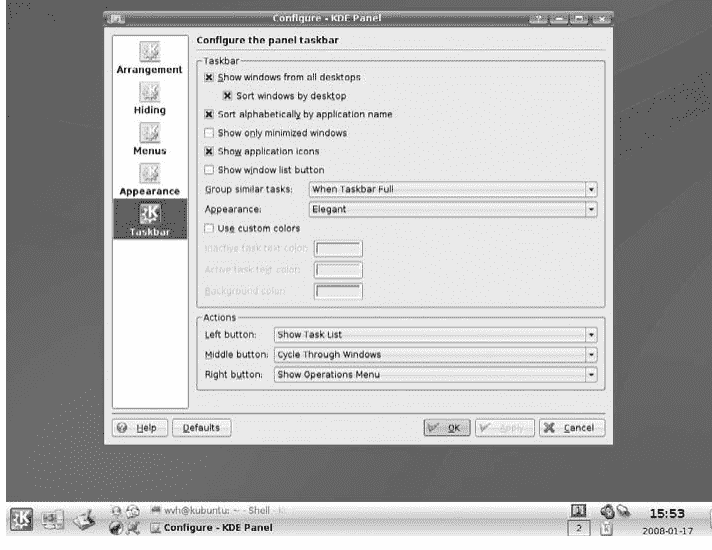 Configure - KDE Panel
Configure the panel taskbar
Arrangement
Hiding
Menus
Appearance
Taskbar
Taskbar
Show windows from all desktops
Sort windows by desktop
Sort alphabetically by application name
Show only minimized windows
Show application icons
Show window list button
Group similar tasks: When Taskbar Full
Appearance: Elegant
Use custom colors
Inactive task text color:
Active task text color:
Background color:
Actions
Left button: Show Task List
Middle button: Cycle Through Windows
Right button: Show Operations Menu
Help Defaults OK Apply Cancel
wvh@kubuntu: ~ - Shell -
Configure - KDE Panel
2
15:53
2008-01-17